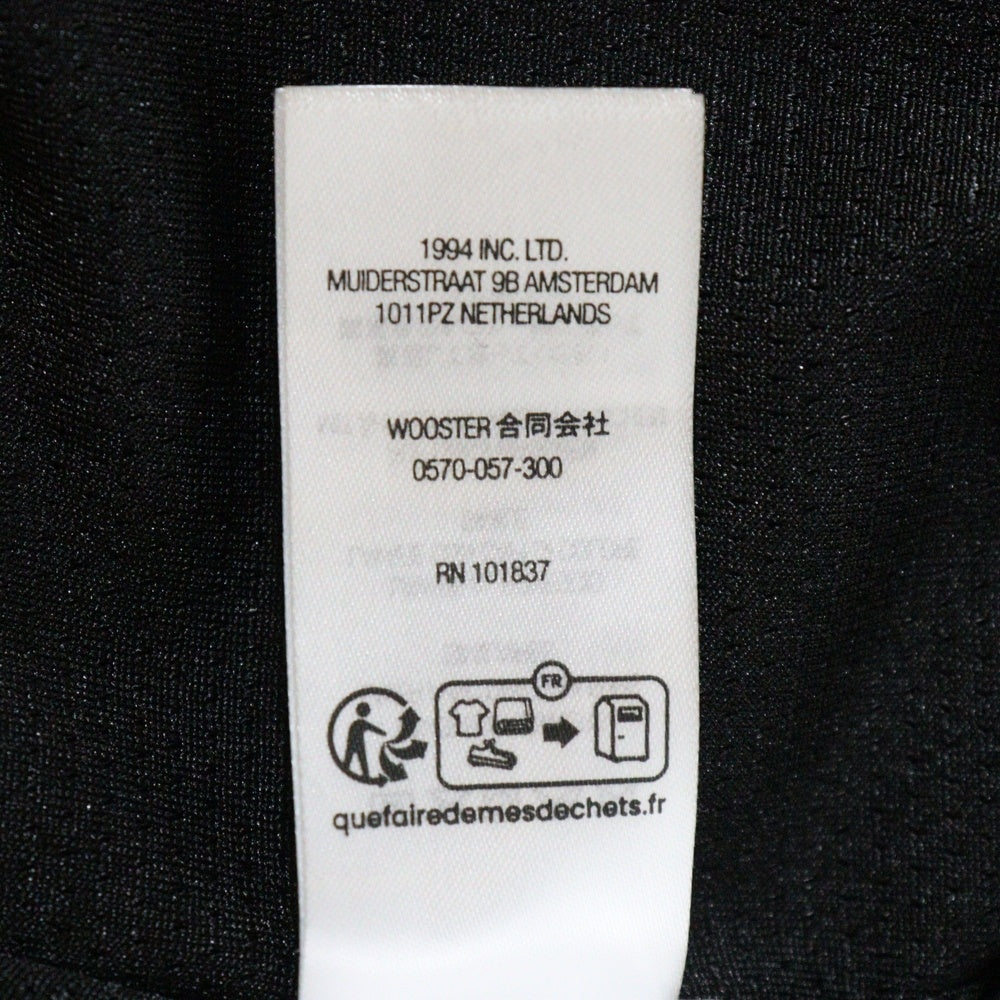 1994 INC. LTD.
MUIDERSTRAAT 9B AMSTERDAM
1011PZ NETHERLANDS
WOOSTER 合同会社
0570-057-300
RN 101837
FR
quefairedemesdechets.fr